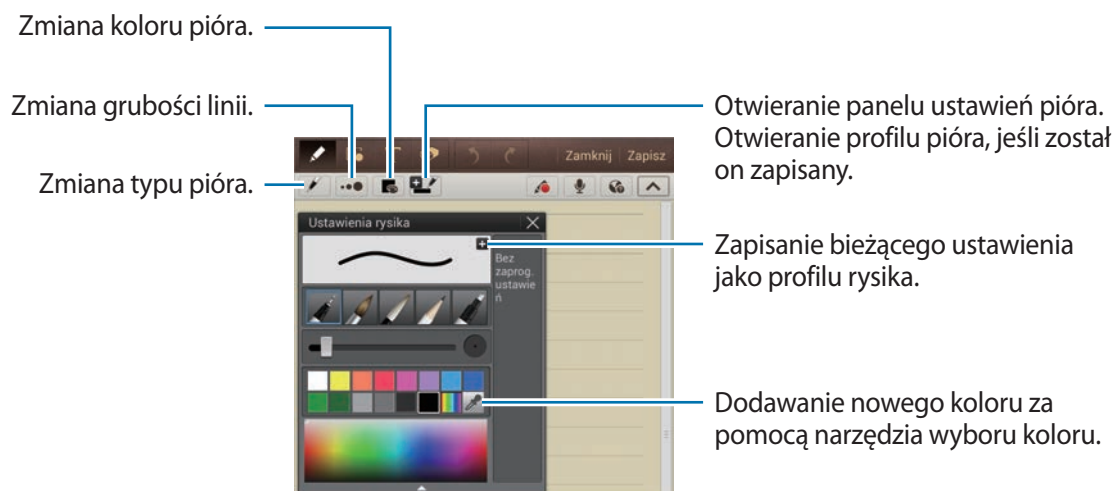 Zmiana koloru pióra.
Zmiana grubości linii.
Zmiana typu pióra.
Otwieranie panelu ustawień pióra.
Otwieranie profilu pióra, jeśli został
on zapisany.
Zamknij Zapisz
Ustawienia rysika
Bez
zaprog.
ustawie
ń
Zapisanie bieżącego ustawienia
jako profilu rysika.
Dodawanie nowego koloru za
pomocą narzędzia wyboru koloru.